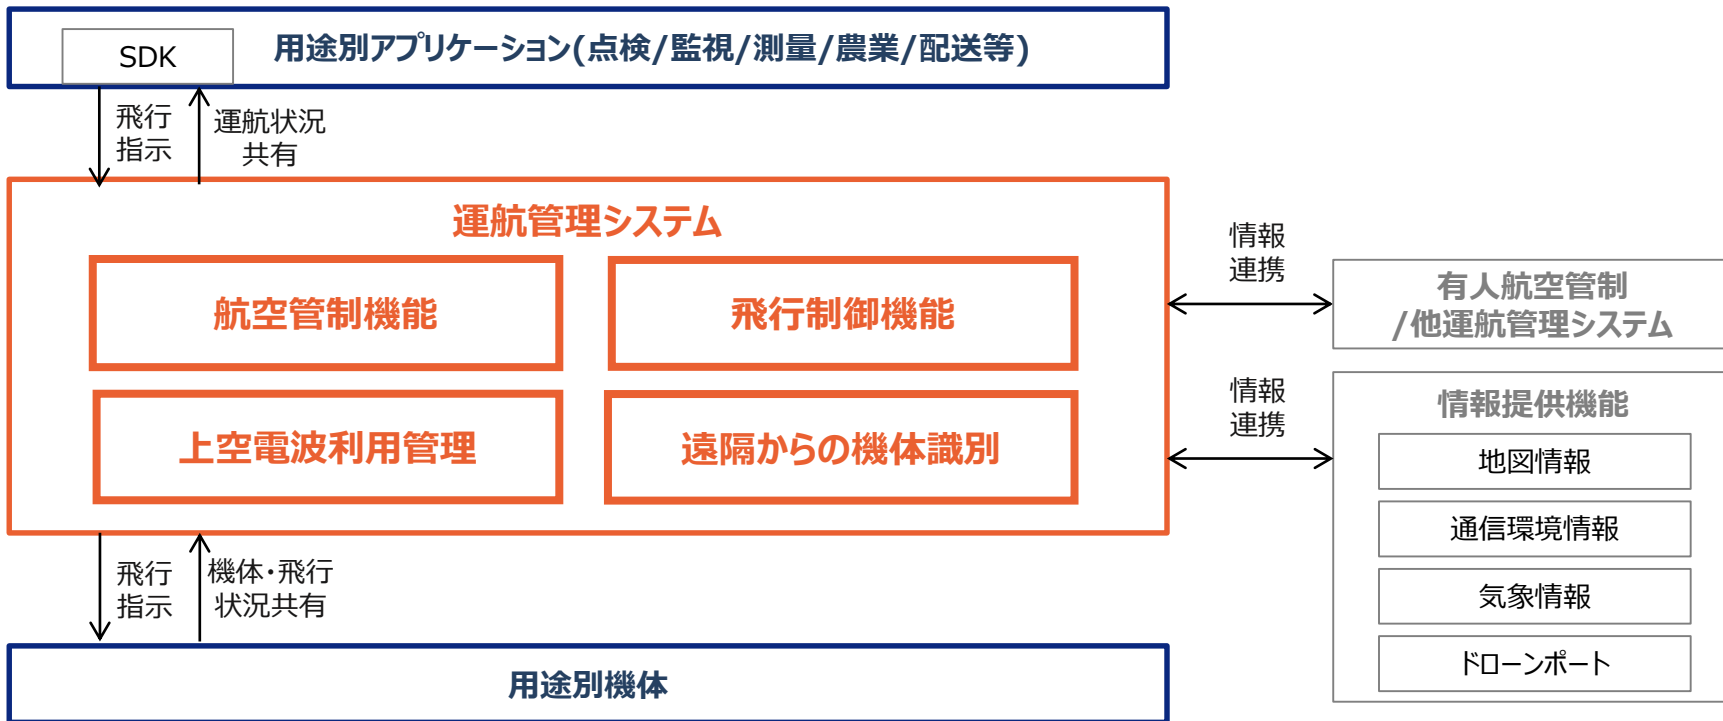 SDK
用途別アプリケーション(点検/監視/測量/農業/配送等)
飛行
指示
運航状況
共有
運航管理システム
航空管制機能
飛行制御機能
上空電波利用管理
遠隔からの機体識別
情報
連携
有人航空管制
/他運航管理システム
情報
連携
情報提供機能
地図情報
通信環境情報
気象情報
ドローンポート
飛行
指示
機体・飛行
状況共有
用途別機体